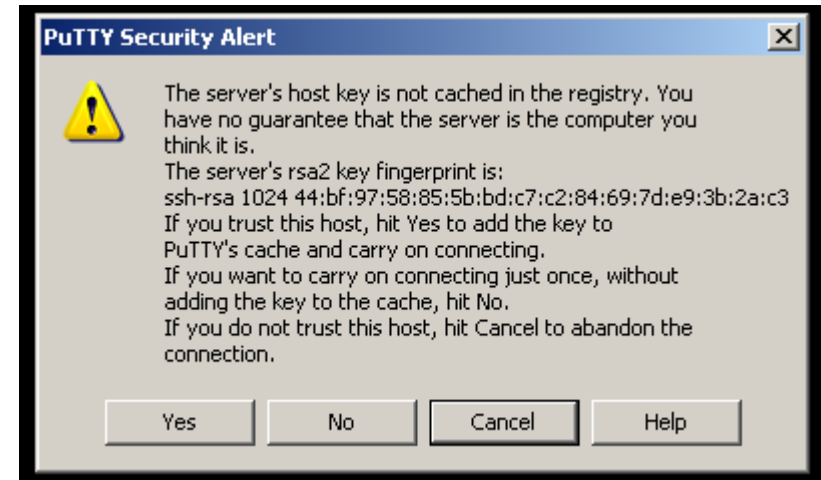 PuTTY Security Alert
The server's host key is not cached in the registry. You
have no guarantee that the server is the computer you
think it is.
The server's rsa2 key fingerprint is:
ssh-rsa 1024 44:bf:97:58:85:5b:bd:c7:c2:84:69:7d:e9:3b:2a:c3
If you trust this host, hit Yes to add the key to
PuTTY's cache and carry on connecting.
If you want to carry on connecting just once, without
adding the key to the cache, hit No.
If you do not trust this host, hit Cancel to abandon the
connection.
Yes No Cancel Help